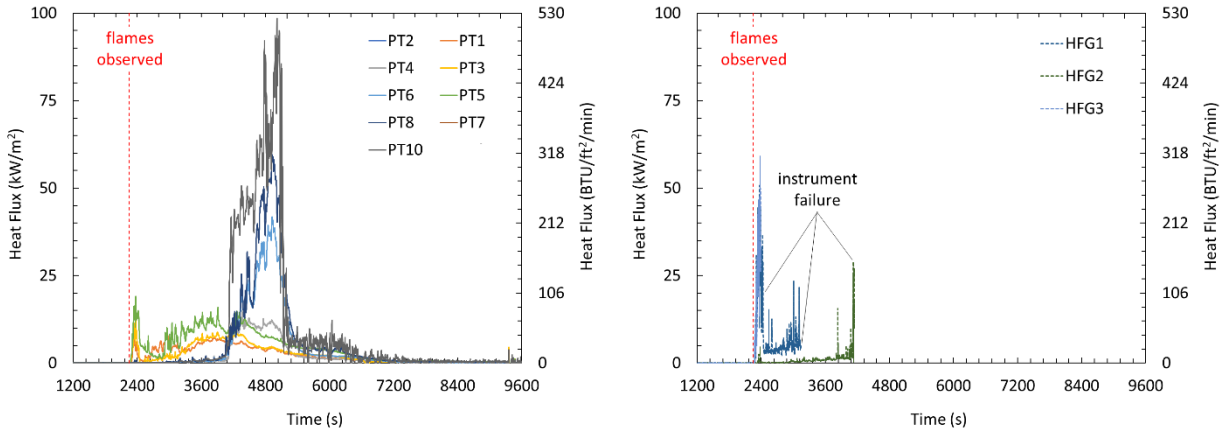 100
75
50
25
0
Heat Flux (kW/m²)
530
424
318
212
106
0
Heat Flux (BTU/ft²/min)
flames
observed
PT2 PT1
PT4 PT3
PT6 PT5
PT8 PT7
PT10
1200 2400 3600 4800 6000 7200 8400 9600
Time (s)
100
75
50
25
0
Heat Flux (kW/m²)
530
424
318
212
106
0
Heat Flux (BTU/ft²/min)
flames
observed
HFG1
HFG2
HFG3
instrument
failure
1200 2400 3600 4800 6000 7200 8400 9600
Time (s)